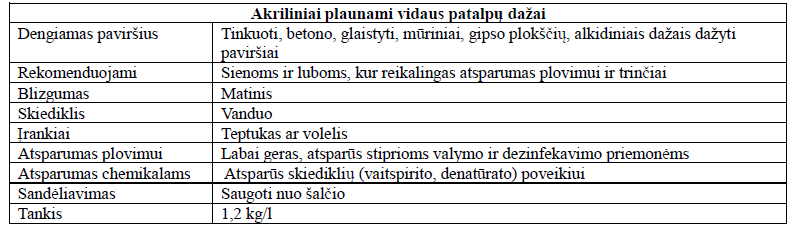 Akriliniai plaunami vidaus patalpų dažai
Dengiamas paviršius Tinkuoti, betono, glaistyti, mūriniai, gipso plokščių, alkidiniais dažais dažyti
paviršiai
Rekomenduojami Sienoms ir luboms, kur reikalingas atsparumas plovimui ir trinčiai
Blizgumas Matinis
Skiediklis Vanduo
Įrankiai Teptukas ar volelis
Atsparumas plovimui Labai geras, atsparūs stiprioms valymo ir dezinfekavimo priemonėms
Atsparumas chemikalams Atsparūs skiediklių (vaitspirito, denatūrato) poveikiui
Sandėliavimas Saugoti nuo šalčio
Tankis 1,2 kg/l